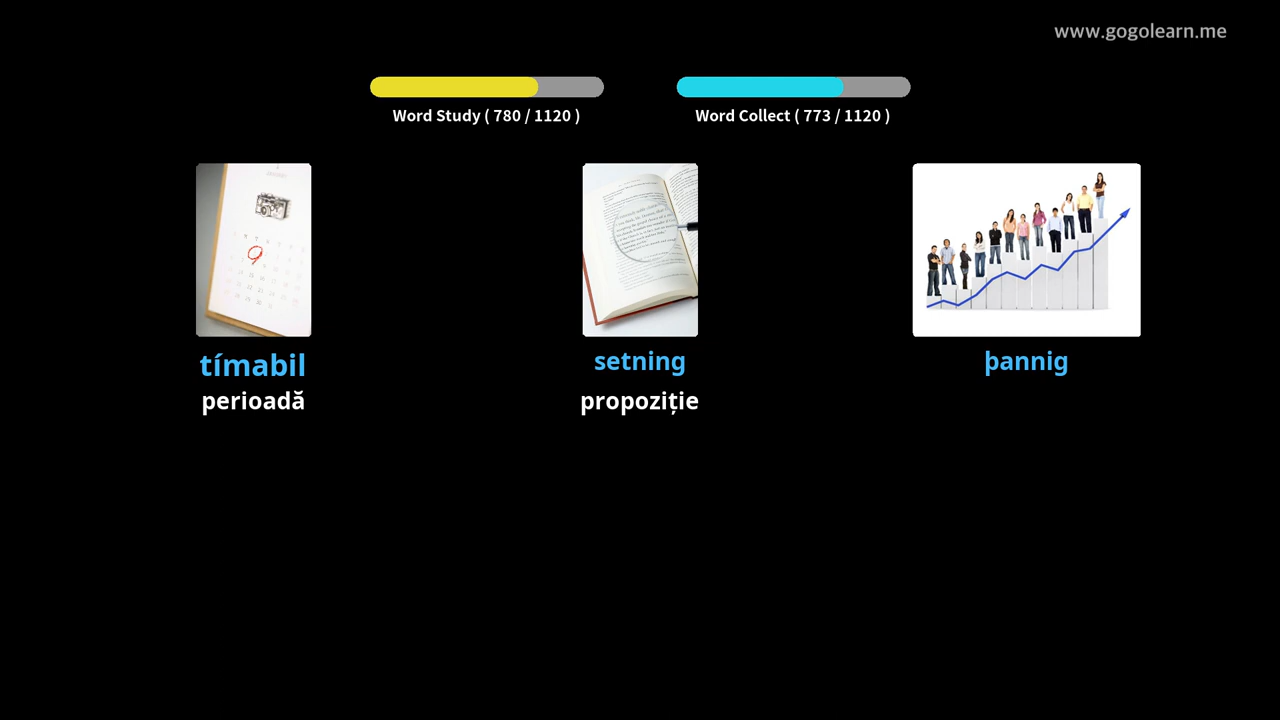 www.gogolearn.me
Word Study ( 780 / 1120 )
Word Collect ( 773 / 1120 )
tímabil
setning
þannig
perioadă
propoziție